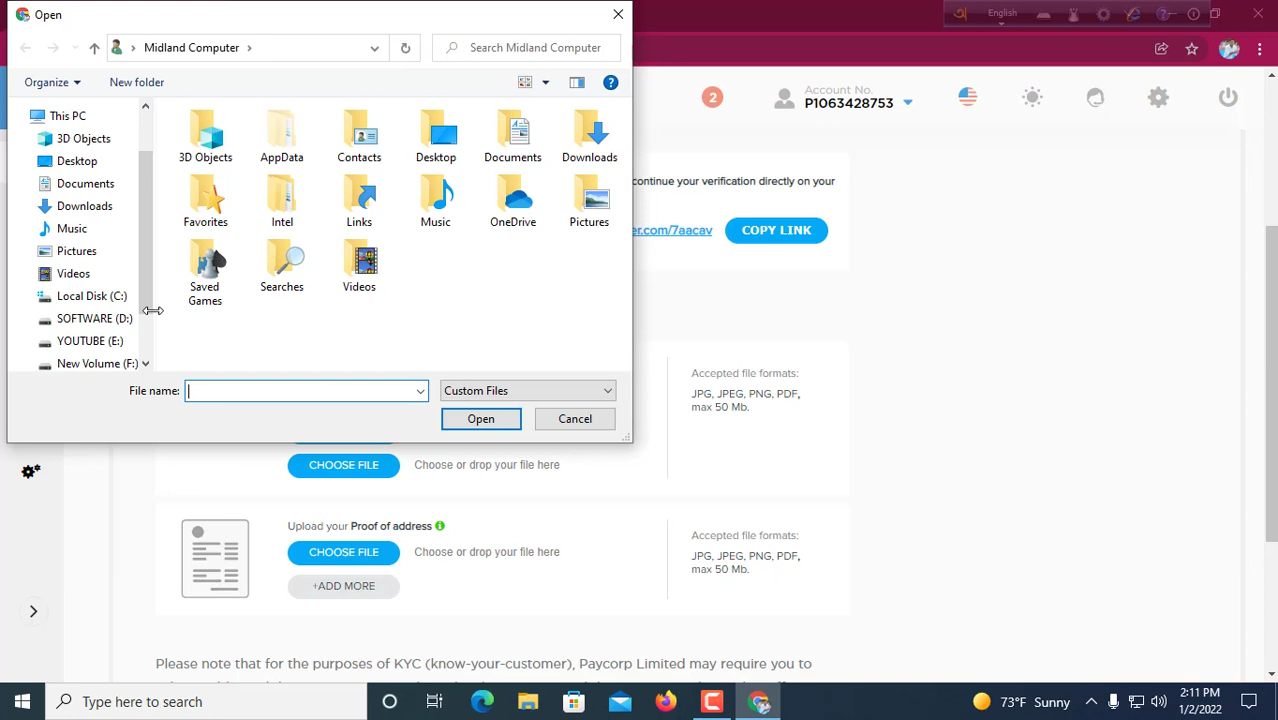 Open
English
Midland Computer
Search Midland Computer
Organize
New folder
This PC
3D Objects
Desktop
Documents
Downloads
Music
Pictures
Videos
Local Disk (C:)
SOFTWARE (D:)
YOUTUBE (E:)
New Volume (F:)
3D Objects
AppData
Contacts
Desktop
Documents
Downloads
Favorites
Intel
Links
Music
OneDrive
Pictures
Saved
Games
Searches
Videos
File name:
Custom Files
Open
Cancel
2
Account No.
P1063428753
continue your verification directly on your
er.com/7aacav
COPY LINK
Accepted file formats:
JPG, JPEG, PNG, PDF,
max 50 Mb.
CHOOSE FILE
Choose or drop your file here
Upload your Proof of address
CHOOSE FILE
Choose or drop your file here
+ADD MORE
Accepted file formats:
JPG, JPEG, PNG, PDF,
max 50 Mb.
Please note that for the purposes of KYC (know-your-customer), Paycorp Limited may require you to
Type here to search
73°F Sunny
2:11 PM
1/2/2022